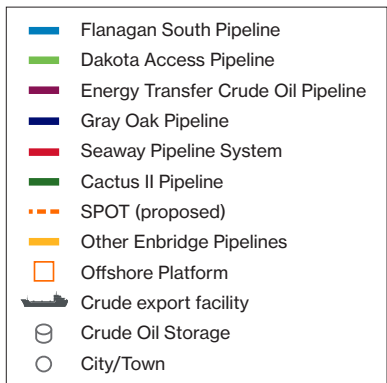 Flanagan South Pipeline
Dakota Access Pipeline
Energy Transfer Crude Oil Pipeline
Gray Oak Pipeline
Seaway Pipeline System
Cactus II Pipeline
SPOT (proposed)
Other Enbridge Pipelines
Offshore Platform
Crude export facility
Crude Oil Storage
City/Town